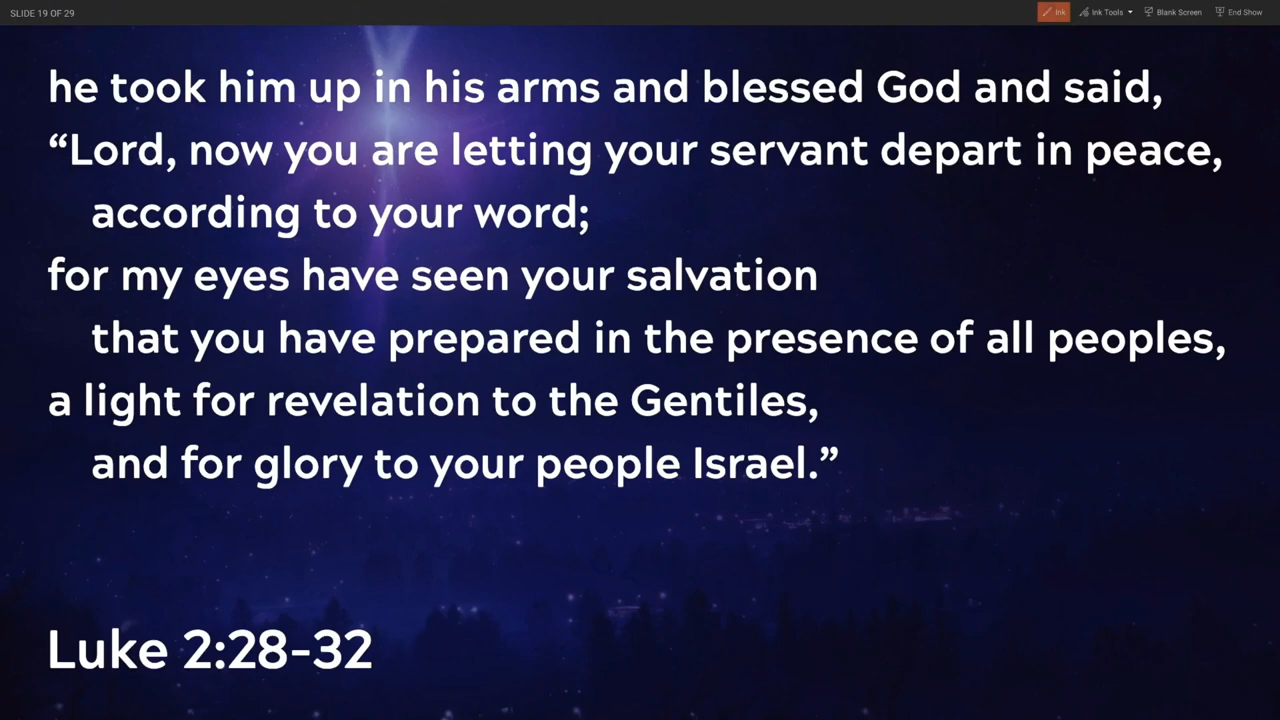 SLIDE 19 OF 29
Ink
Ink Tools
Blank Screen
End Show
he took him up in his arms and blessed God and said,
“Lord, now you are letting your servant depart in peace,
according to your word;
for my eyes have seen your salvation
that you have prepared in the presence of all peoples,
a light for revelation to the Gentiles,
and for glory to your people Israel.”
Luke 2:28-32